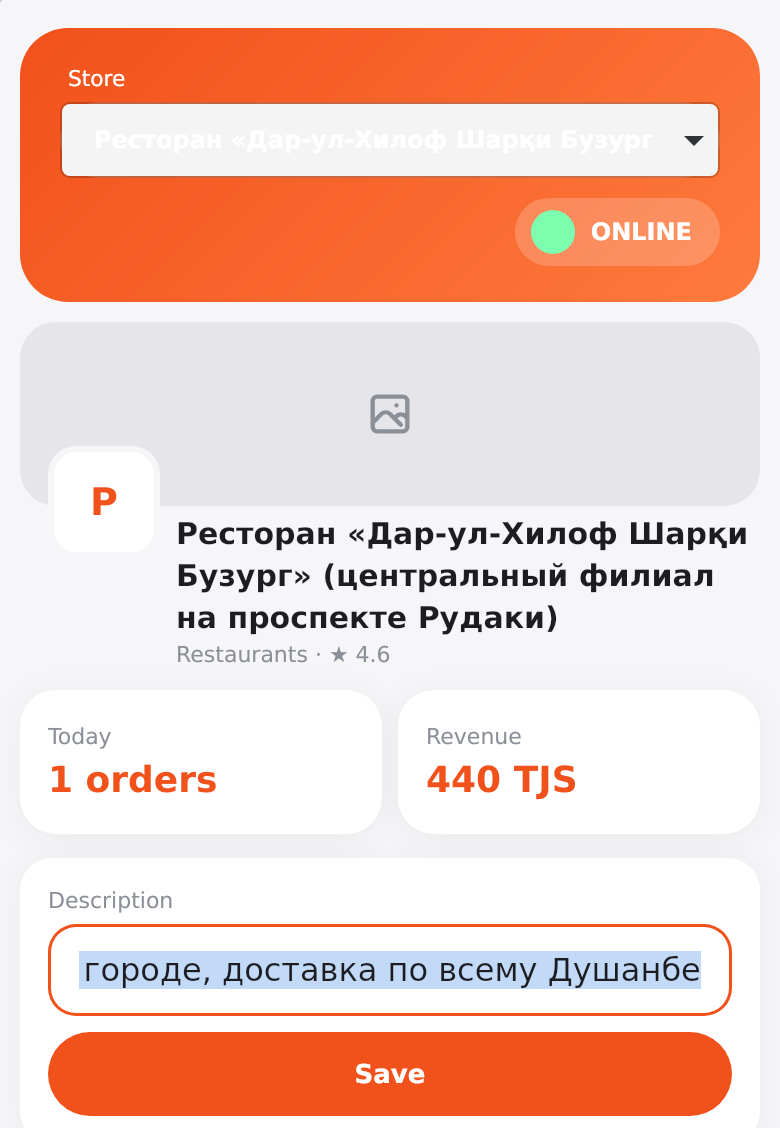 Store
Ресторан «Дар-ул-Хилоф Шарқи Бузург
ONLINE
Р
Ресторан «Дар-ул-Хилоф Шарқи
Бузург» (центральный филиал
на проспекте Рудаки)
Restaurants · ★ 4.6
Today
1 orders
Revenue
440 TJS
Description
городе, доставка по всему Душанбе
Save